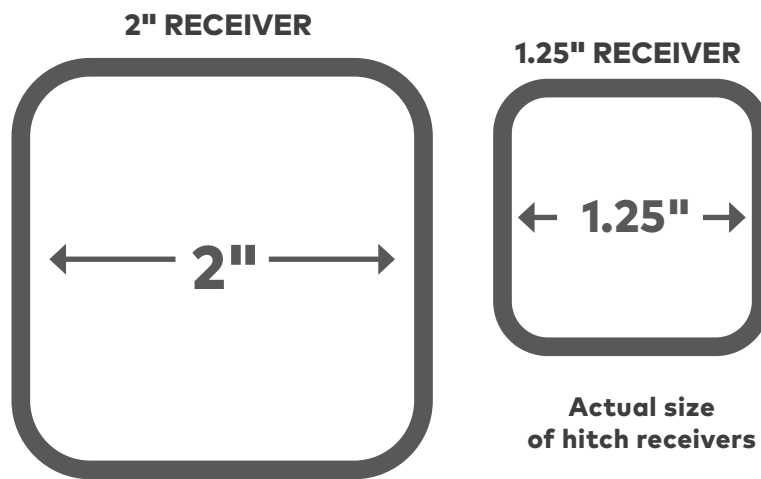 2" RECEIVER
2"
1.25" RECEIVER
1.25"
Actual size
of hitch receivers